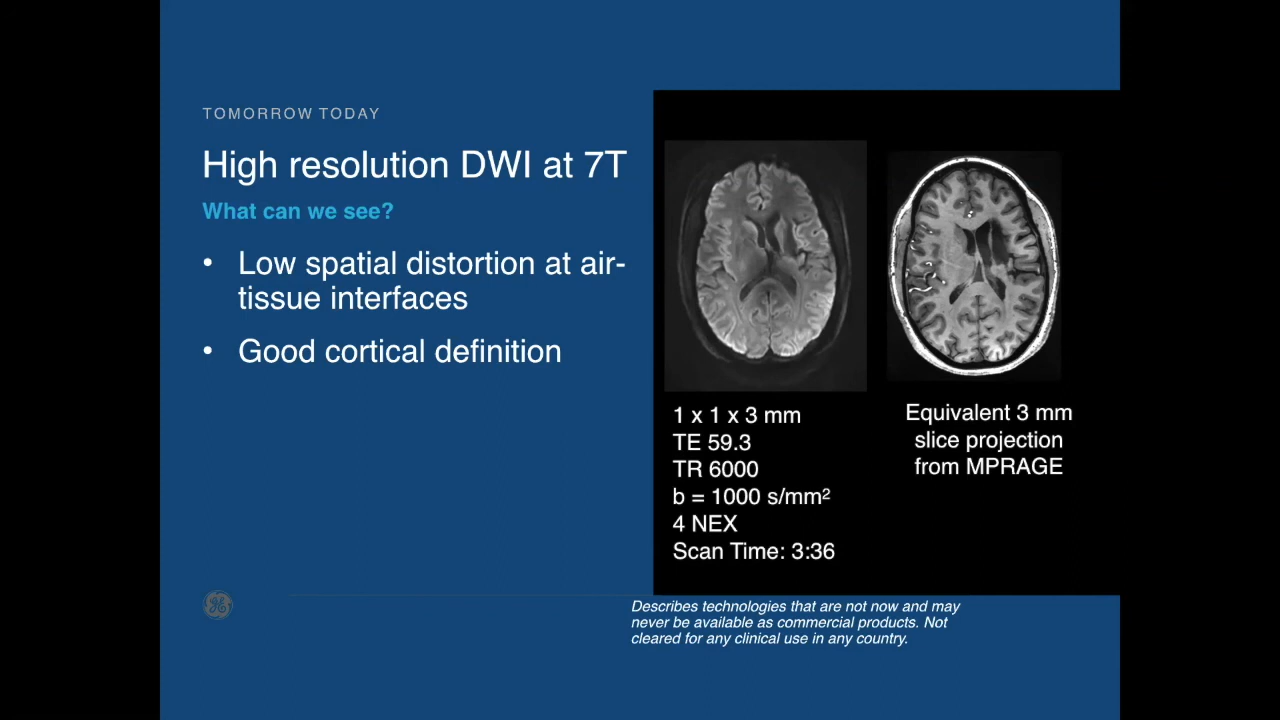 TOMORROW TODAY
High resolution DWI at 7T
What can we see?
• Low spatial distortion at air-
tissue interfaces
• Good cortical definition
1 x 1 x 3 mm
TE 59.3
TR 6000
b = 1000 s/mm²
4 NEX
Scan Time: 3:36
Equivalent 3 mm
slice projection
from MPRAGE
GE
Describes technologies that are not now and may
never be available as commercial products. Not
cleared for any clinical use in any country.